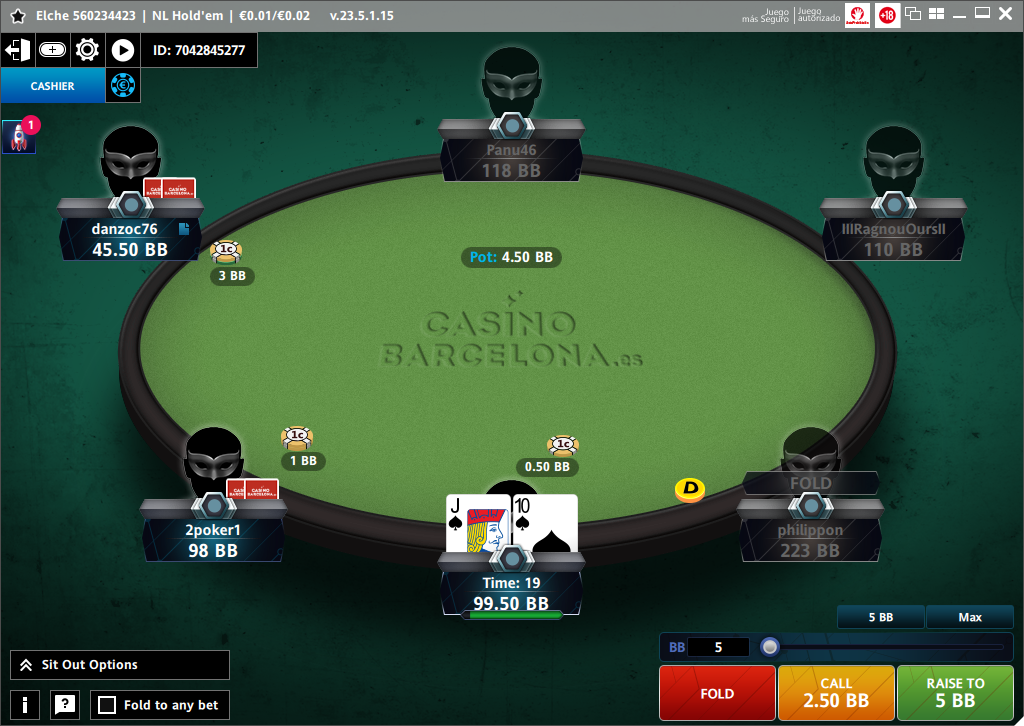 Elche 560234423 | NL Hold'em | €0.01/€0.02 v.23.5.1.15
Juego más Seguro
Juego autorizado
+18
ID: 7042845277
CASHIER
1
Panu46
118 BB
danzoc76
45.50 BB
IIIRagnouOursII
110 BB
1c
3 BB
Pot: 4.50 BB
CASINO
BARCELONA.es
1c
1 BB
1c
0.50 BB
D
FOLD
philippon
223 BB
2poker1
98 BB
J
10
Time: 19
99.50 BB
5 BB
Max
BB 5
Sit Out Options
Fold to any bet
FOLD
CALL
2.50 BB
RAISE TO
5 BB